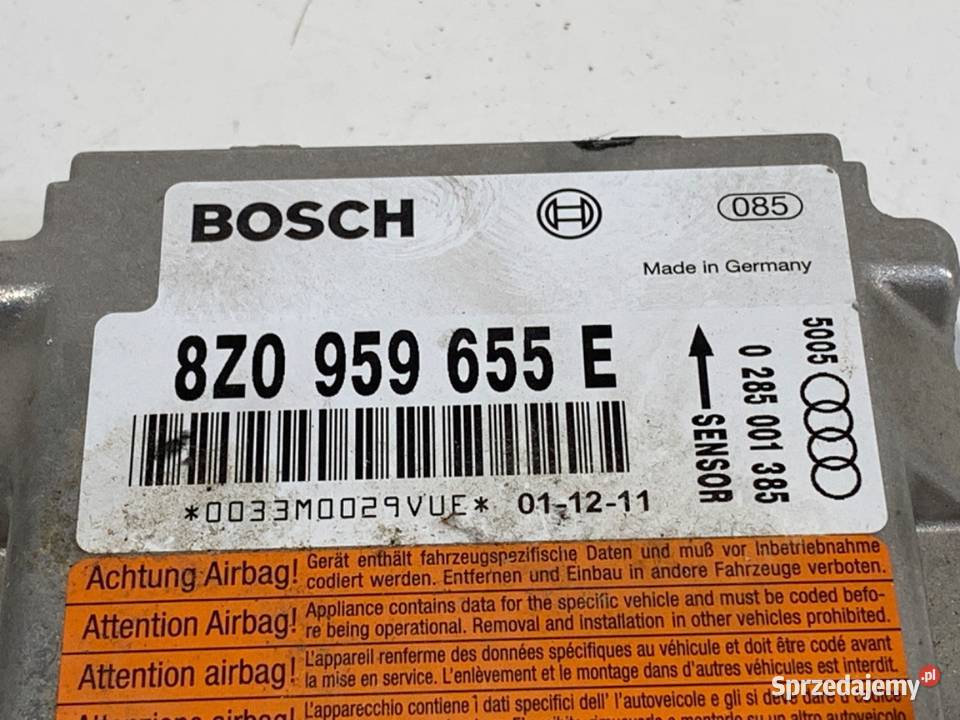 BOSCH
085
Made in Germany
8Z0 959 655 E
*0033M0029VUE* 01-12-11
SENSOR
0 285 001 385
5005
Achtung Airbag! Gerät enthält fahrzeugspezifische Daten und muß vor Inbetriebnahme
codiert werden. Entfernen und Einbau in andere Fahrzeuge verboten.
Attention Airbag! Appliance contains data for the specific vehicle and must be coded befo-
re being operational. Removal and installation in other vehicles prohibited.
Attention airbag! L'appareil renferme des données spécifiques au véhicule et doit être codé avant
la mise en service. L'enlèvement et le montage dans d'autres véhicules est interdit.
L'apparecchio contiene i dati specifici dell' l'autoveicolo e gli si deve dare il codice
Sprzedajemy.pl